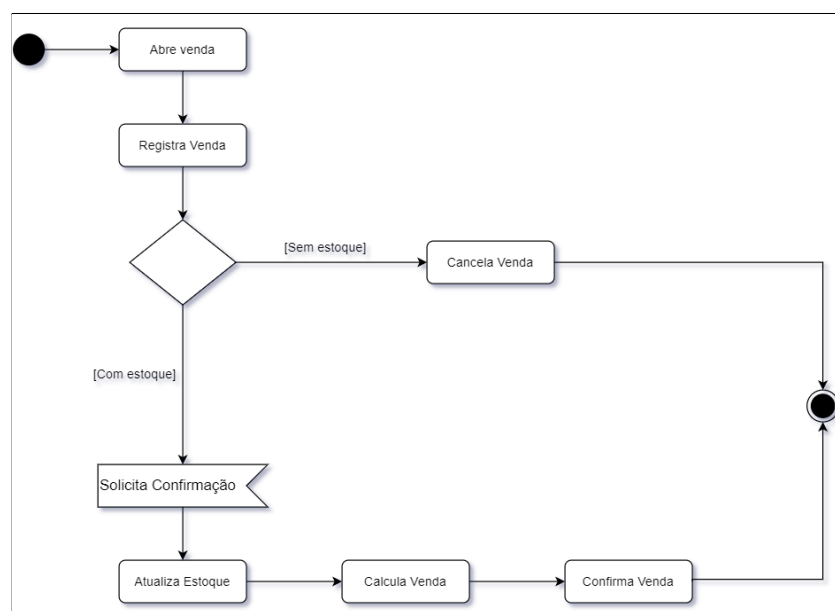 Abre venda
Registra Venda
[Sem estoque]
Cancela Venda
[Com estoque]
Solicita Confirmação
Atualiza Estoque
Calcula Venda
Confirma Venda